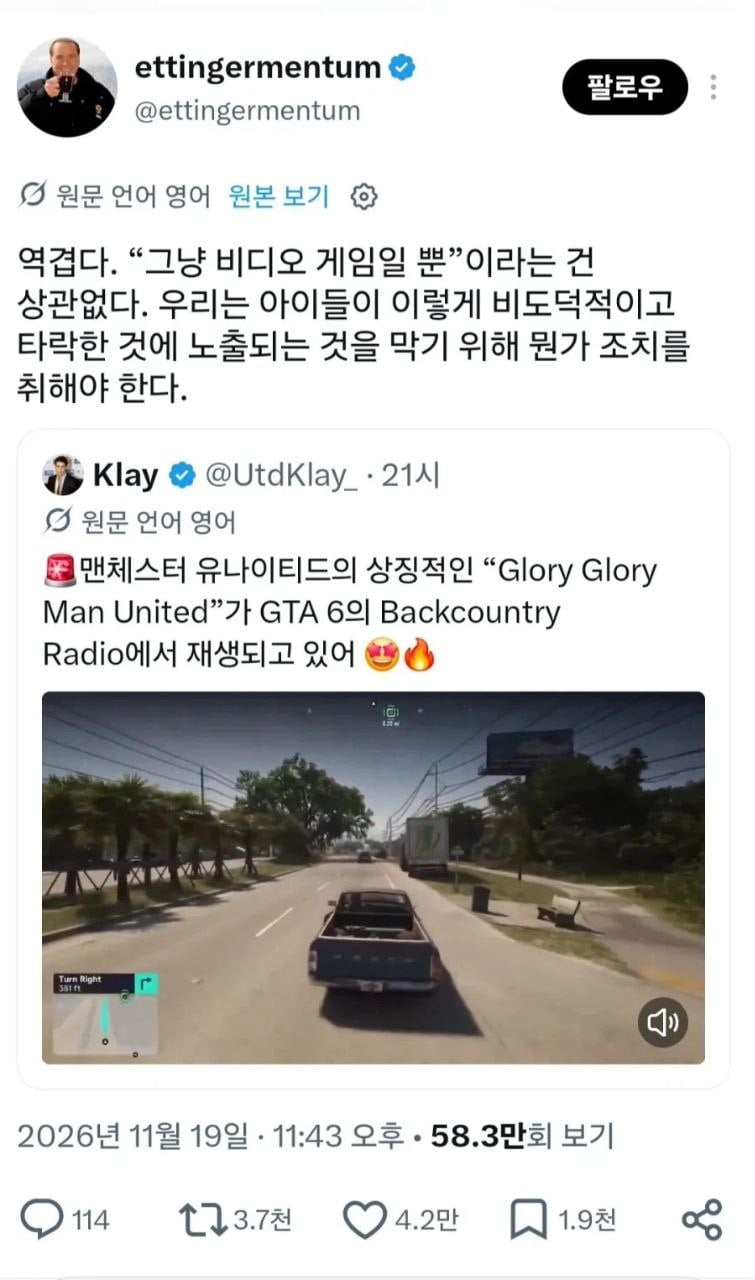 ettingermentum
@ettingermentum
팔로우
원문 언어 영어 원본 보기
역겹다. “그냥 비디오 게임일 뿐”이라는 건
상관없다. 우리는 아이들이 이렇게 비도덕적이고
타락한 것에 노출되는 것을 막기 위해 뭔가 조치를
취해야 한다.
Klay @UtdKlay_ · 21시
원문 언어 영어
🚨맨체스터 유나이티드의 상징적인 “Glory Glory
Man United”가 GTA 6의 Backcountry
Radio에서 재생되고 있어 🤩🔥
Turn Right
381 ft
2026년 11월 19일 · 11:43 오후 · 58.3만회 보기
114 3.7천 4.2만 1.9천